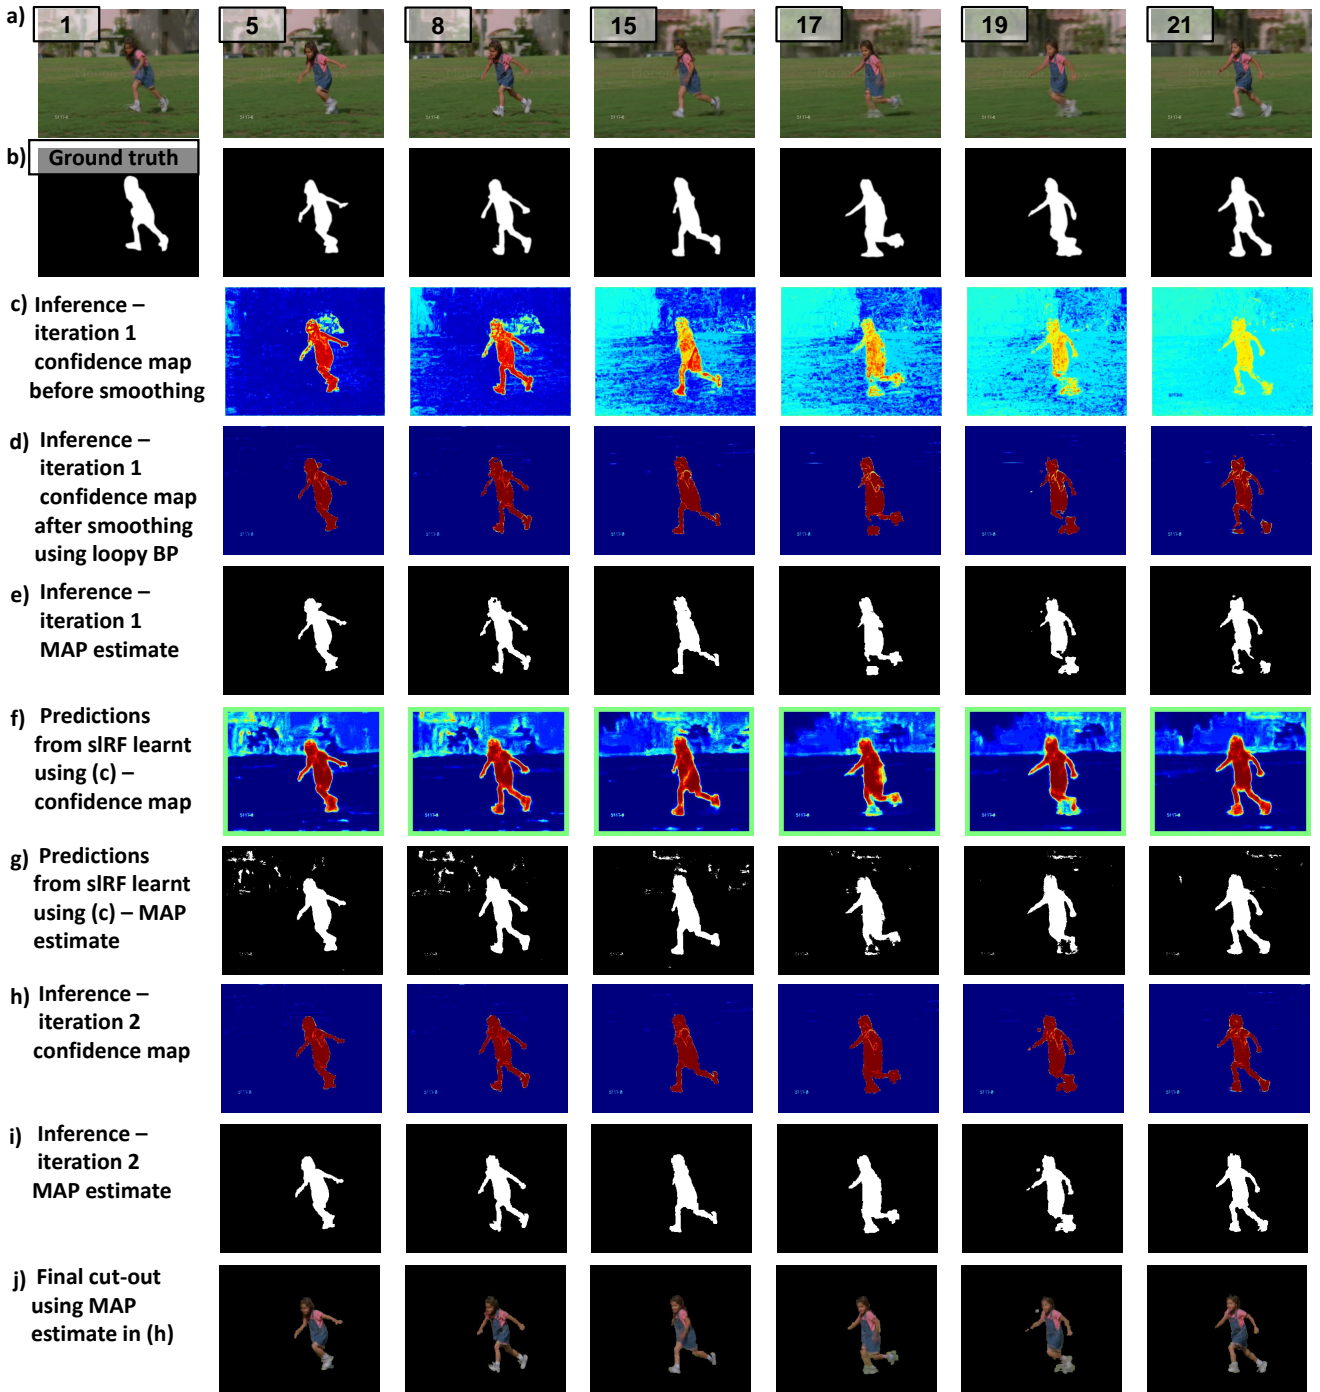 a) 1 5 8 15 17 19 21
b) Ground truth
c) Inference –
iteration 1
confidence map
before smoothing
d) Inference –
iteration 1
confidence map
after smoothing
using loopy BP
e) Inference –
iteration 1
MAP estimate
f) Predictions
from slRF learnt
using (c) –
confidence map
g) Predictions
from slRF learnt
using (c) – MAP
estimate
h) Inference –
iteration 2
confidence map
i) Inference –
iteration 2
MAP estimate
j) Final cut-out
using MAP
estimate in (h)